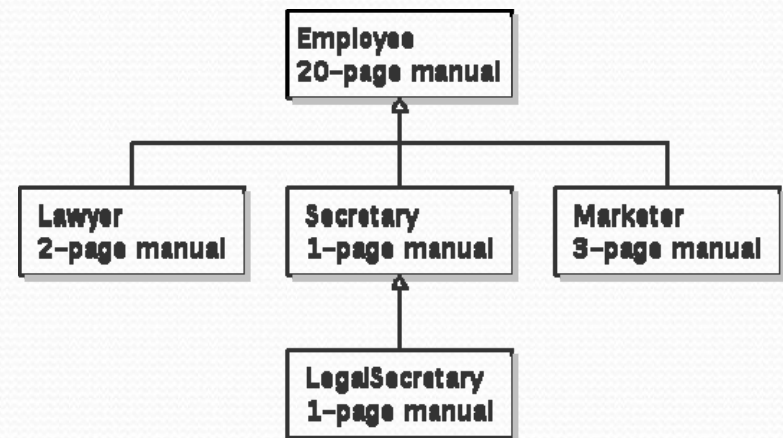 Employee
20-page manual
Lawyer
2-page manual
Secretary
1-page manual
Marketer
3-page manual
LegalSecretary
1-page manual